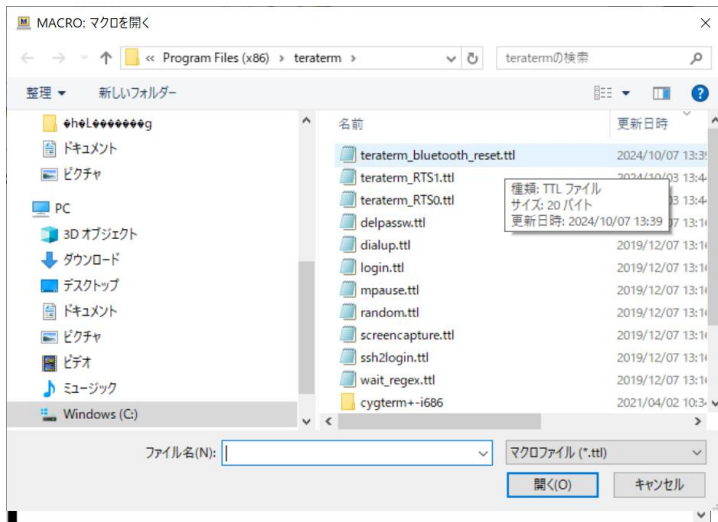 MACRO: マクロを開く
« Program Files (x86) › teraterm ›
teratermの検索
整理
新しいフォルダー
�h�L�������g
ドキュメント
ピクチャ
PC
3D オブジェクト
ダウンロード
デスクトップ
ドキュメント
ピクチャ
ビデオ
ミュージック
Windows (C:)
名前 更新日時
teraterm_bluetooth_reset.ttl 2024/10/07 13:39
teraterm_RTS1.ttl 2024/10/03 13:4
teraterm_RTS0.ttl 03 13:4
delpassw.ttl 07 13:1
dialup.ttl 2019/12/07 13:1
login.ttl 2019/12/07 13:1
mpause.ttl 2019/12/07 13:1
random.ttl 2019/12/07 13:1
screencapture.ttl 2019/12/07 13:1
ssh2login.ttl 2019/12/07 13:1
wait_regex.ttl 2019/12/07 13:1
cygterm+-i686 2021/04/02 10:3
種類: TTL ファイル
サイズ: 20 バイト
更新日時: 2024/10/07 13:39
ファイル名(N):
マクロファイル (*.ttl)
開く(O)
キャンセル